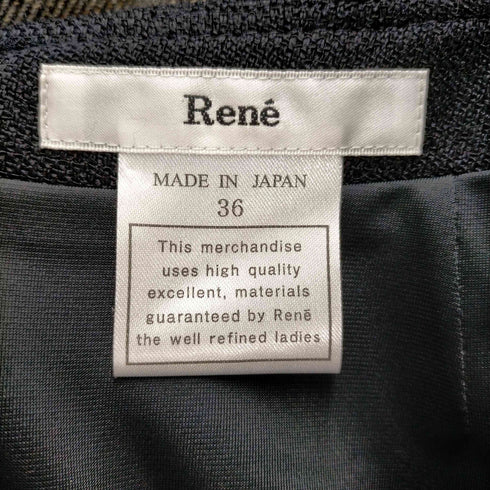 René
MADE IN JAPAN
36
This merchandise
uses high quality
excellent, materials
guaranteed by René
the well refined ladies